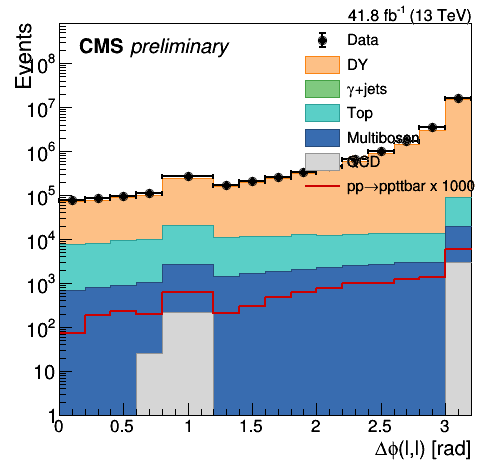 41.8 fb⁻¹ (13 TeV)
CMS preliminary
Data
DY
γ+jets
Top
Multiboson
QCD
pp→ppttbar x 1000
Events
10⁸
10⁷
10⁶
10⁵
10⁴
10³
10²
10
1
0 0.5 1 1.5 2 2.5 3
Δϕ(l,l) [rad]